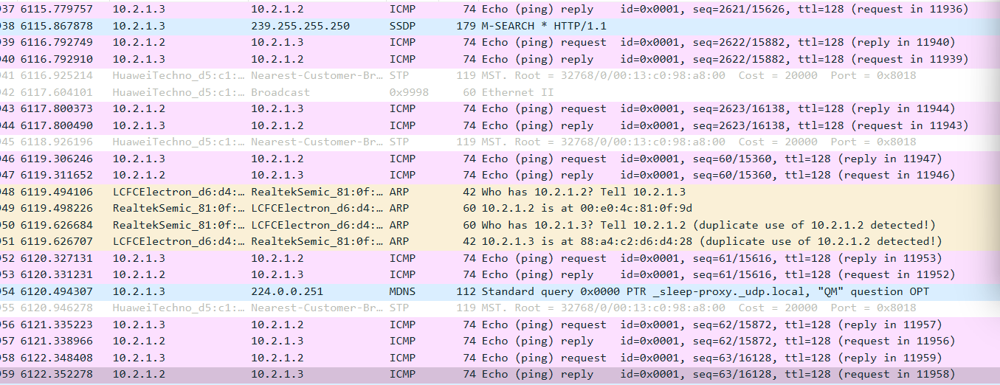 937 6115.779757 10.2.1.3 10.2.1.2 ICMP 74 Echo (ping) reply id=0x0001, seq=2621/15626, ttl=128 (request in 11936)
938 6115.867878 10.2.1.3 239.255.255.250 SSDP 179 M-SEARCH * HTTP/1.1
939 6116.792749 10.2.1.2 10.2.1.3 ICMP 74 Echo (ping) request id=0x0001, seq=2622/15882, ttl=128 (reply in 11940)
940 6116.792910 10.2.1.3 10.2.1.2 ICMP 74 Echo (ping) reply id=0x0001, seq=2622/15882, ttl=128 (request in 11939)
941 6116.925214 HuaweiTechno_d5:c1:… Nearest-Customer-Br… STP 119 MST. Root = 32768/0/00:13:c0:98:a8:00 Cost = 20000 Port = 0x8018
942 6117.604101 HuaweiTechno_d5:c1:… Broadcast 0x9998 60 Ethernet II
943 6117.800373 10.2.1.2 10.2.1.3 ICMP 74 Echo (ping) request id=0x0001, seq=2623/16138, ttl=128 (reply in 11944)
944 6117.800490 10.2.1.3 10.2.1.2 ICMP 74 Echo (ping) reply id=0x0001, seq=2623/16138, ttl=128 (request in 11943)
945 6118.926196 HuaweiTechno_d5:c1:… Nearest-Customer-Br… STP 119 MST. Root = 32768/0/00:13:c0:98:a8:00 Cost = 20000 Port = 0x8018
946 6119.306246 10.2.1.3 10.2.1.2 ICMP 74 Echo (ping) request id=0x0001, seq=60/15360, ttl=128 (reply in 11947)
947 6119.311652 10.2.1.2 10.2.1.3 ICMP 74 Echo (ping) reply id=0x0001, seq=60/15360, ttl=128 (request in 11946)
948 6119.494106 LCFCElectron_d6:d4:… RealtekSemic_81:0f:… ARP 42 Who has 10.2.1.2? Tell 10.2.1.3
949 6119.498226 RealtekSemic_81:0f:… LCFCElectron_d6:d4:… ARP 60 10.2.1.2 is at 00:e0:4c:81:0f:9d
950 6119.626684 RealtekSemic_81:0f:… LCFCElectron_d6:d4:… ARP 60 Who has 10.2.1.3? Tell 10.2.1.2 (duplicate use of 10.2.1.2 detected!)
951 6119.626707 LCFCElectron_d6:d4:… RealtekSemic_81:0f:… ARP 42 10.2.1.3 is at 88:a4:c2:d6:d4:28 (duplicate use of 10.2.1.2 detected!)
952 6120.327131 10.2.1.3 10.2.1.2 ICMP 74 Echo (ping) request id=0x0001, seq=61/15616, ttl=128 (reply in 11953)
953 6120.331231 10.2.1.2 10.2.1.3 ICMP 74 Echo (ping) reply id=0x0001, seq=61/15616, ttl=128 (request in 11952)
954 6120.494307 10.2.1.3 224.0.0.251 MDNS 112 Standard query 0x0000 PTR _sleep-proxy._udp.local, "QM" question OPT
955 6120.946278 HuaweiTechno_d5:c1:… Nearest-Customer-Br… STP 119 MST. Root = 32768/0/00:13:c0:98:a8:00 Cost = 20000 Port = 0x8018
956 6121.335223 10.2.1.3 10.2.1.2 ICMP 74 Echo (ping) request id=0x0001, seq=62/15872, ttl=128 (reply in 11957)
957 6121.338966 10.2.1.2 10.2.1.3 ICMP 74 Echo (ping) reply id=0x0001, seq=62/15872, ttl=128 (request in 11956)
958 6122.348408 10.2.1.3 10.2.1.2 ICMP 74 Echo (ping) request id=0x0001, seq=63/16128, ttl=128 (reply in 11959)
959 6122.352278 10.2.1.2 10.2.1.3 ICMP 74 Echo (ping) reply id=0x0001, seq=63/16128, ttl=128 (request in 11958)